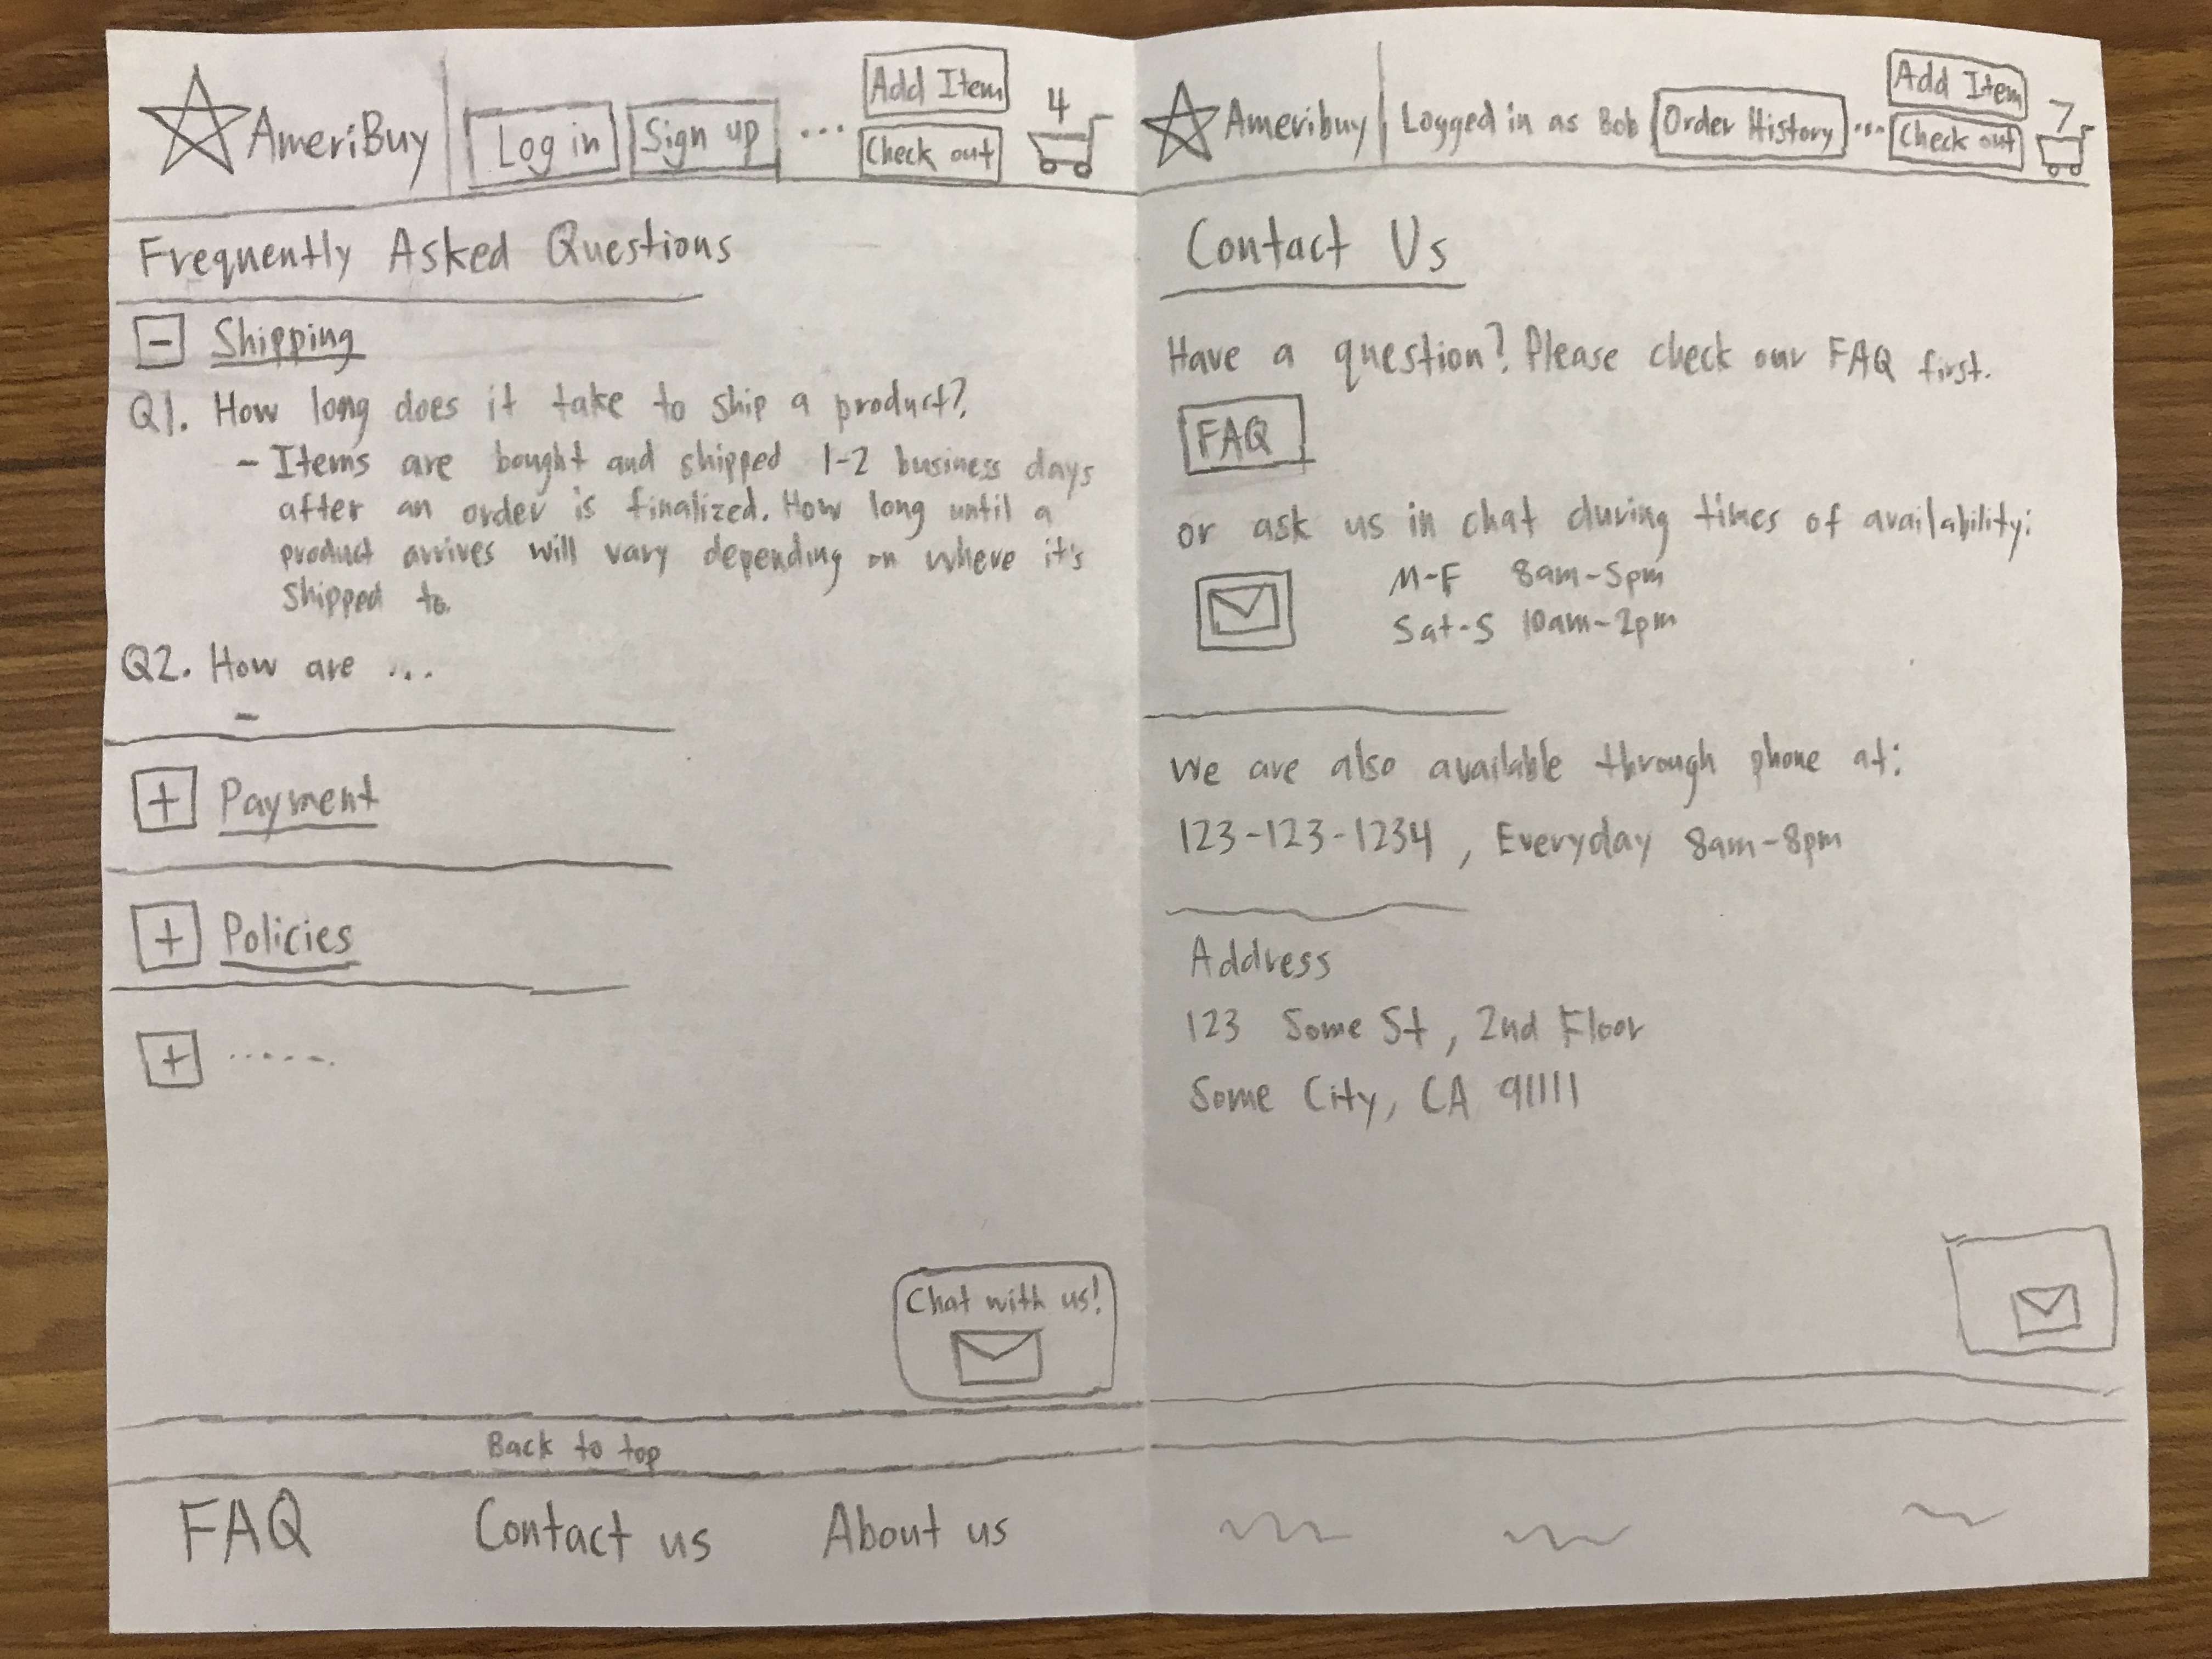 AmeriBuy
Log in
Sign up
...
Add Item
Check out
4
Frequently Asked Questions
- Shipping
Q1. How long does it take to ship a product?
- Items are bought and shipped 1-2 business days
after an order is finalized. How long until a
product arrives will vary depending on where it's
shipped to.
Q2. How are ...
-
+ Payment
+ Policies
+ .....
Chat with us!
Back to top
FAQ Contact us About us
Ameribuy
Logged in as Bob
Order History
...
Add Item
Check out
7
Contact Us
Have a question? Please check our FAQ first.
FAQ
or ask us in chat during times of availability:
M-F 8am-5pm
Sat-S 10am-2pm
We are also available through phone at:
123-123-1234, Everyday 8am-8pm
Address
123 Some St, 2nd Floor
Some City, CA 91111